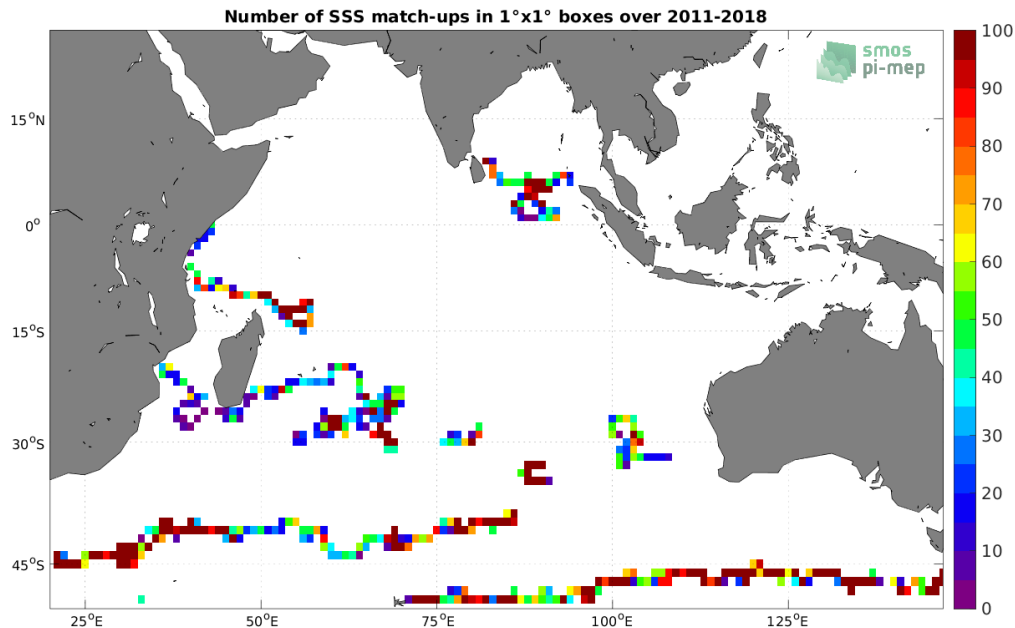 Number of SSS match-ups in 1°x1° boxes over 2011-2018
smos
pi-mep
15°N
0°
15°S
30°S
45°S
25°E
50°E
75°E
100°E
125°E
100
90
80
70
60
50
40
30
20
10
0